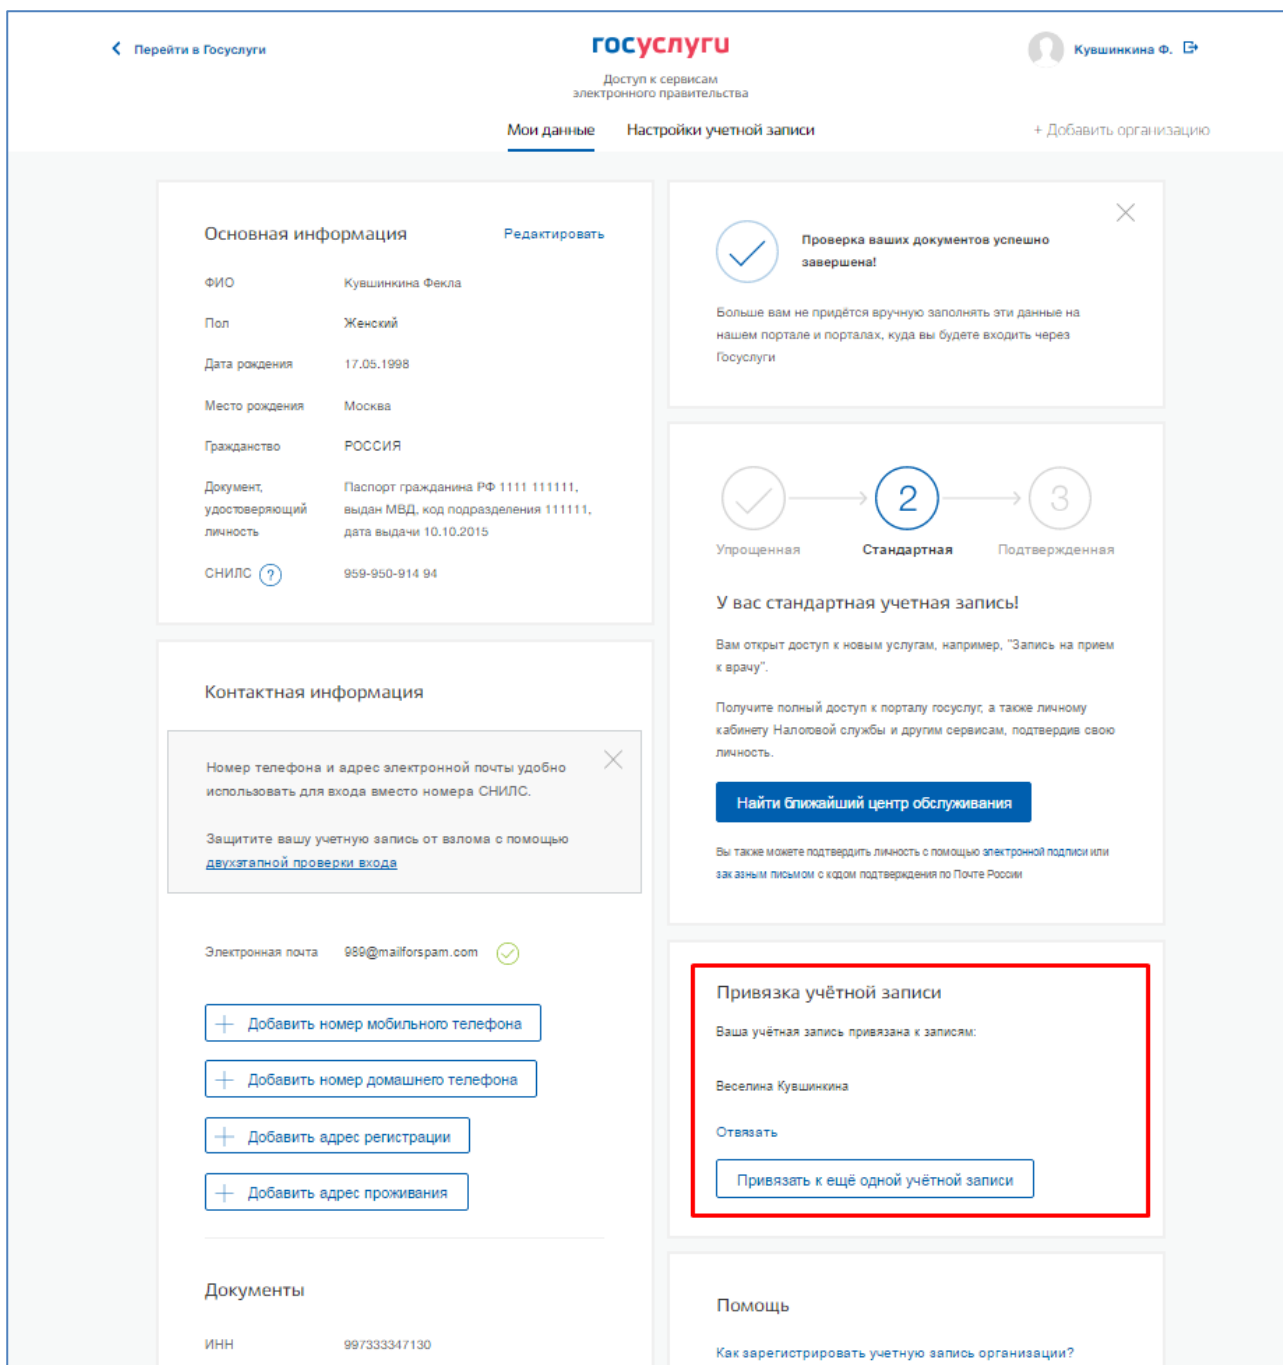 Перейти в Госуслуги
госуслуги
Кувшинкина Ф.
Доступ к сервисам
электронного правительства
Мои данные
Настройки учетной записи
+ Добавить организацию
Основная информация
Редактировать
ФИО
Кувшинкина Фекла
Пол
Женский
Дата рождения
17.05.1998
Место рождения
Москва
Гражданство
РОССИЯ
Документ,
удостоверяющий
личность
Паспорт гражданина РФ 1111 111111,
выдан МВД, код подразделения 111111,
дата выдачи 10.10.2015
СНИЛС ?
959-950-914 94
Контактная информация
Номер телефона и адрес электронной почты удобно
использовать для входа вместо номера СНИЛС.
Защитите вашу учетную запись от взлома с помощью
двухэтапной проверки входа
Электронная почта
989@mailforspam.com
Добавить номер мобильного телефона
Добавить номер домашнего телефона
Добавить адрес регистрации
Добавить адрес проживания
Документы
ИНН
997333347130
Проверка ваших документов успешно
завершена!
Больше вам не придётся вручную заполнять эти данные на
нашем портале и порталах, куда вы будете входить через
Госуслуги
2
3
Упрощенная
Стандартная
Подтвержденная
У вас стандартная учетная запись!
Вам открыт доступ к новым услугам, например, "Запись на прием
к врачу".
Получите полный доступ к порталу госуслуг, а также личному
кабинету Налоговой службы и другим сервисам, подтвердив свою
личность.
Найти ближайший центр обслуживания
Вы также можете подтвердить личность с помощью электронной подписи или
заказным письмом с кодом подтверждения по Почте России
Привязка учётной записи
Ваша учётная запись привязана к записям:
Веселина Кувшинкина
Отвязать
Привязать к ещё одной учётной записи
Помощь
Как зарегистрировать учетную запись организации?